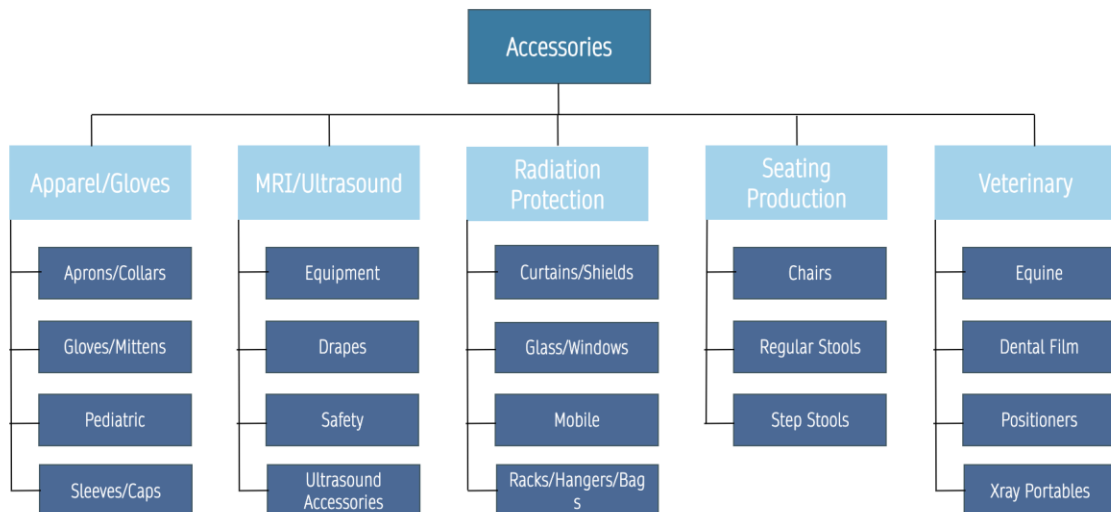 Accessories
Apparel/Gloves
Aprons/Collars
Gloves/Mittens
Pediatric
Sleeves/Caps
MRI/Ultrasound
Equipment
Drapes
Safety
Ultrasound
Accessories
Radiation
Protection
Curtains/Shields
Glass/Windows
Mobile
Racks/Hangers/Bag
s
Seating
Production
Chairs
Regular Stools
Step Stools
Veterinary
Equine
Dental Film
Positioners
Xray Portables